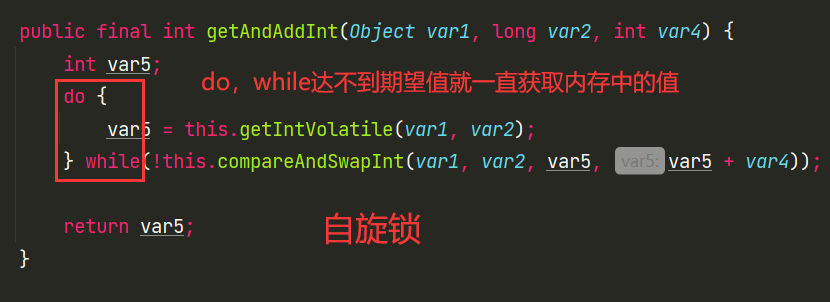 public final int getAndAddInt(Object var1, long var2, int var4) {
int var5;
do {
do，while达不到期望值就一直获取内存中的值
var5 = this.getIntVolatile(var1, var2);
} while(!this.compareAndSwapInt(var1, var2, var5, var5: var5 + var4));
return var5;
自旋锁
}